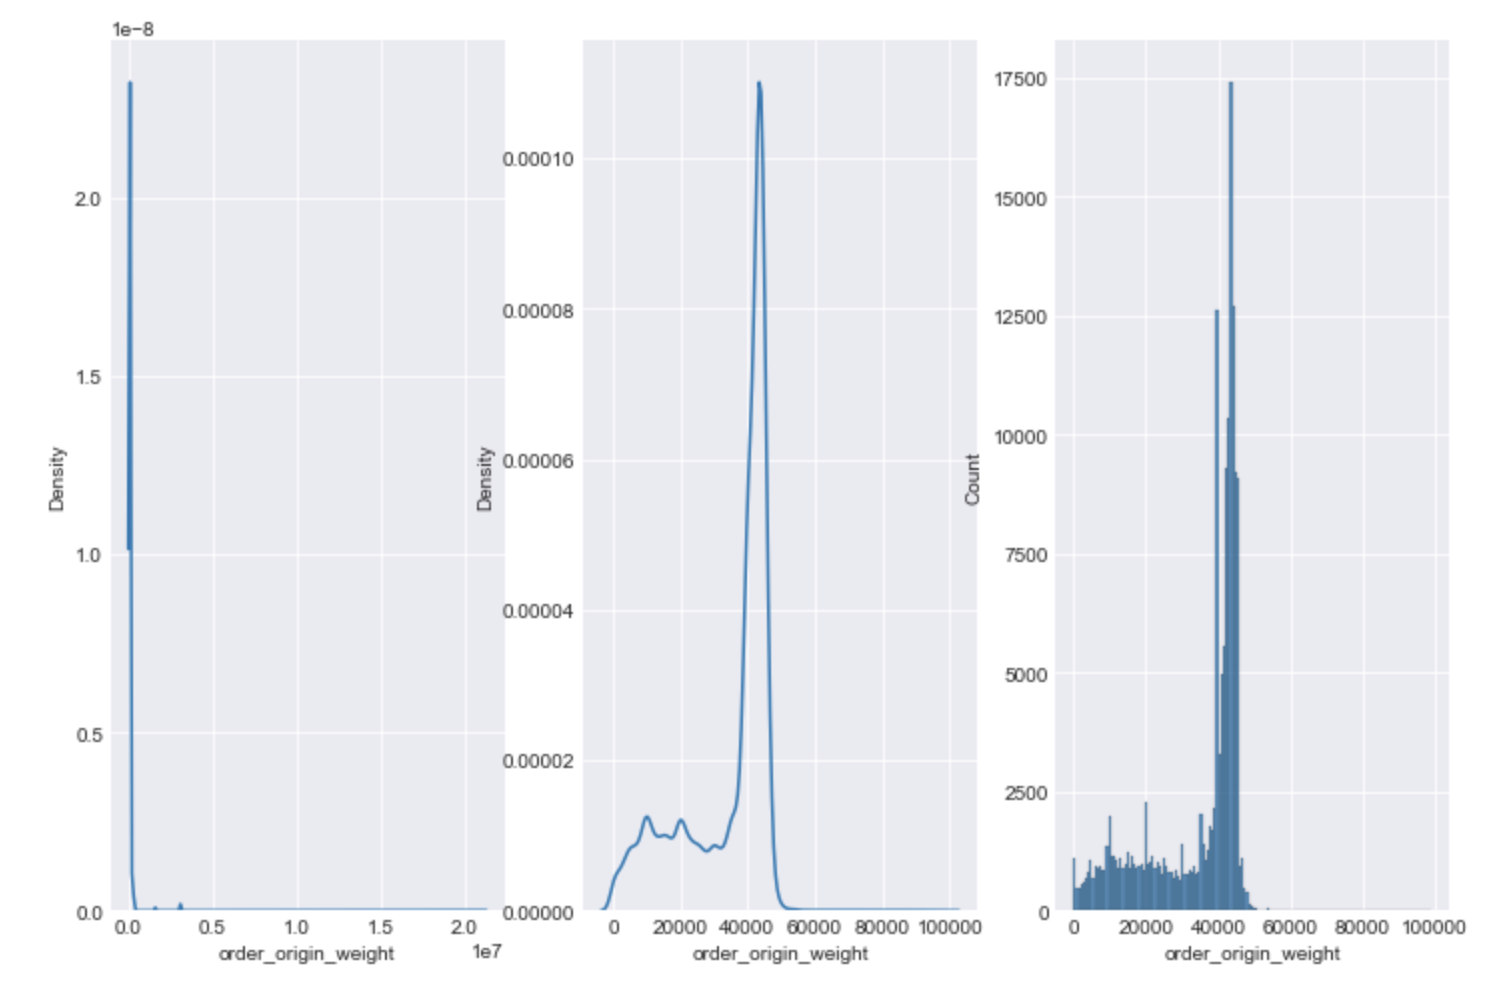 1e−8
2.0
1.5
1.0
0.5
0.0
Density
0.0 0.5 1.0 1.5 2.0
1e7
order_origin_weight
0.00010
0.00008
0.00006
0.00004
0.00002
0.00000
Density
0 20000 40000 60000 80000 100000
order_origin_weight
17500
15000
12500
10000
7500
5000
2500
0
Count
0 20000 40000 60000 80000 100000
order_origin_weight